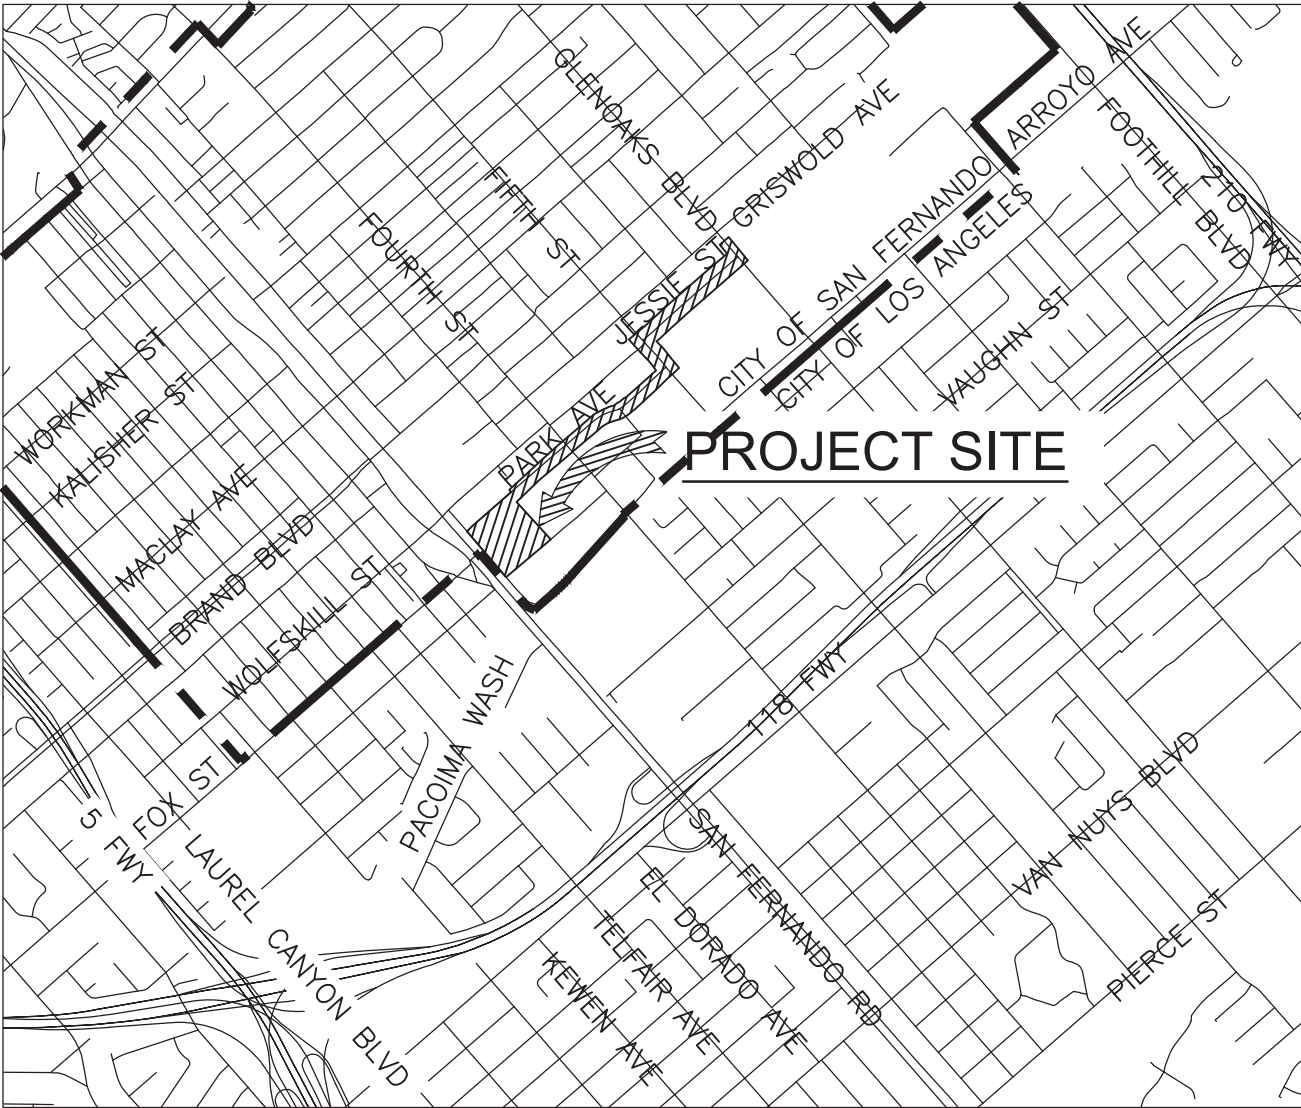 GLENOAKS BLVD
GRISWOLD AVE
ARROYO AVE
FOOTHILL BLVD
210 FWY
FIFTH ST
FOURTH ST
JESSIE ST
CITY OF SAN FERNANDO
CITY OF LOS ANGELES
VAUGHN ST
WORKMAN ST
KALISHER ST
MACLAY AVE
BRAND BLVD
WOLFSKILL ST
PARK AVE
PROJECT SITE
PACOIMA WASH
118 FWY
FOX ST
5 FWY
LAUREL CANYON BLVD
SAN FERNANDO RD
EL DORADO AVE
TELFAIR AVE
KEWEN AVE
VAN NUYS BLVD
PIERCE ST